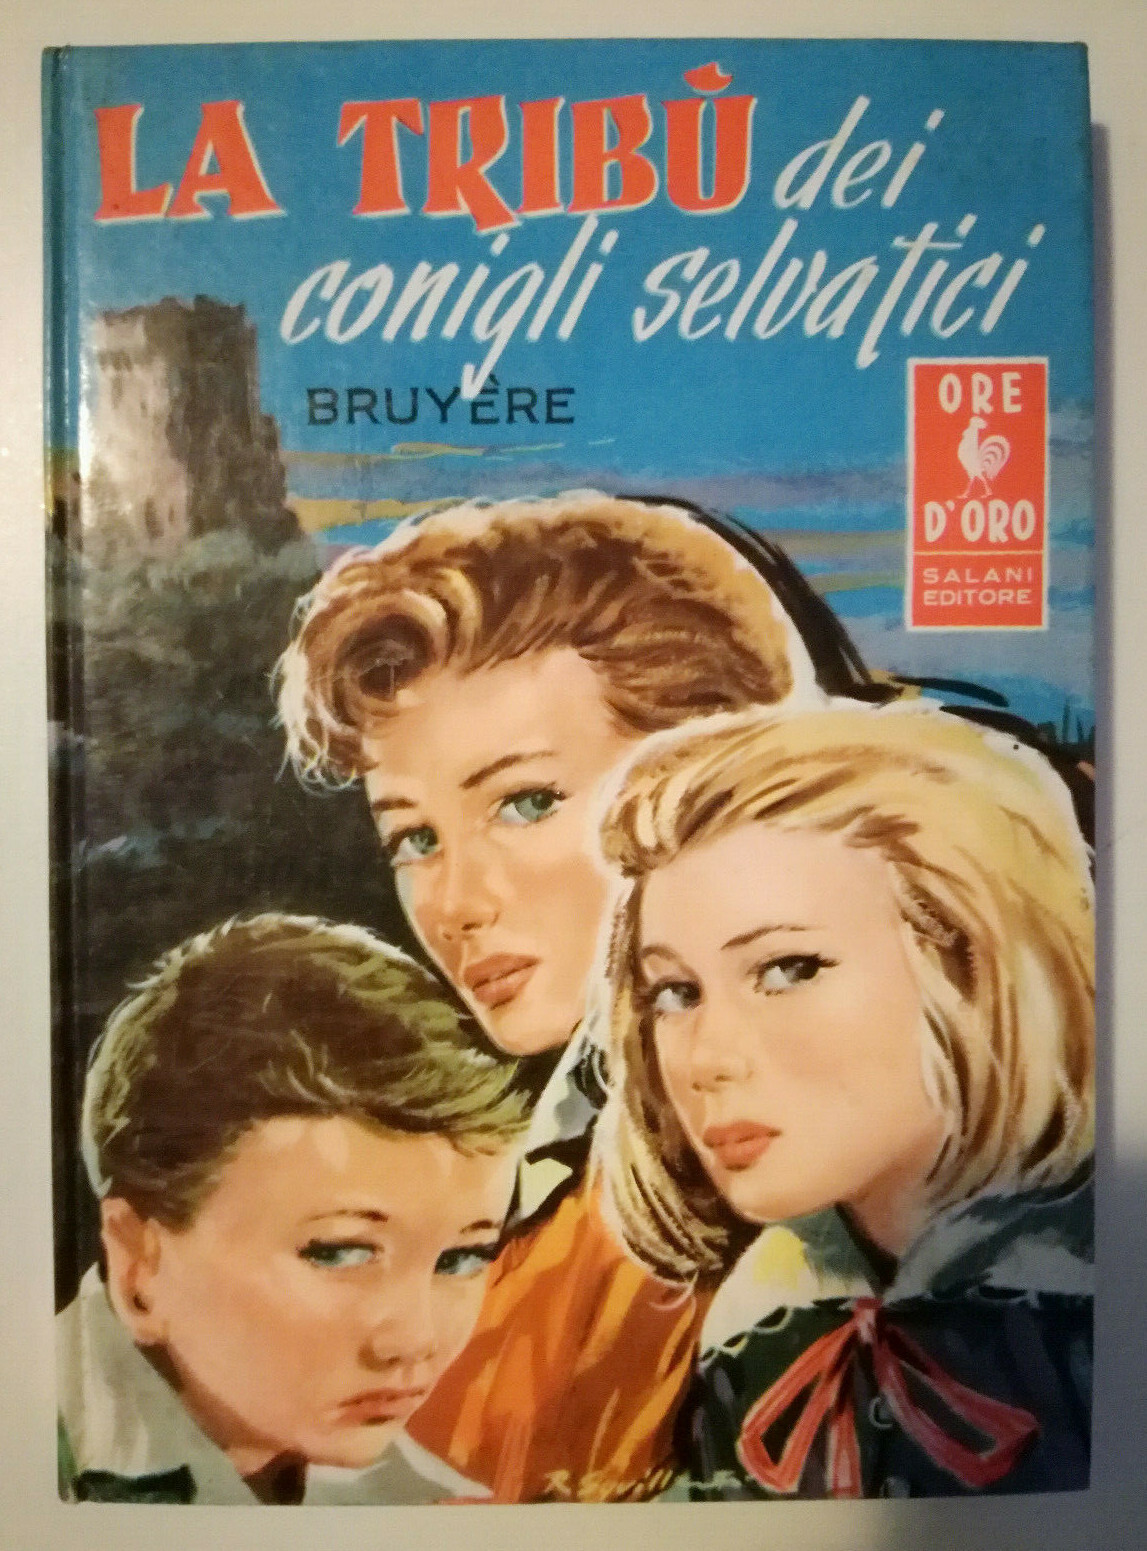 LA TRIBÙ dei
conigli selvatici
BRUYÈRE
ORE
D'ORO
SALANI
EDITORE